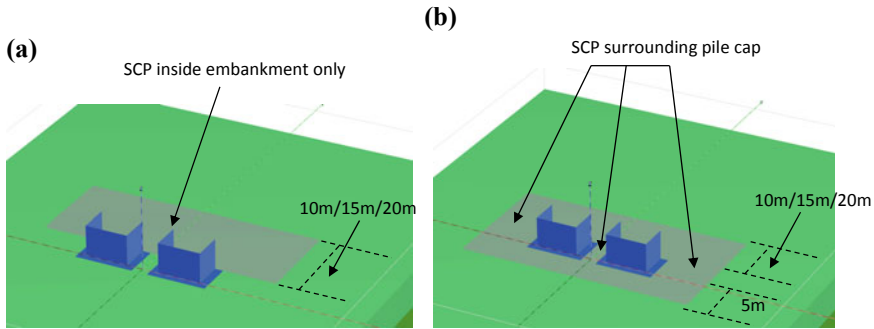 (a)
SCP inside embankment only
10m/15m/20m
(b)
SCP surrounding pile cap
10m/15m/20m
5m